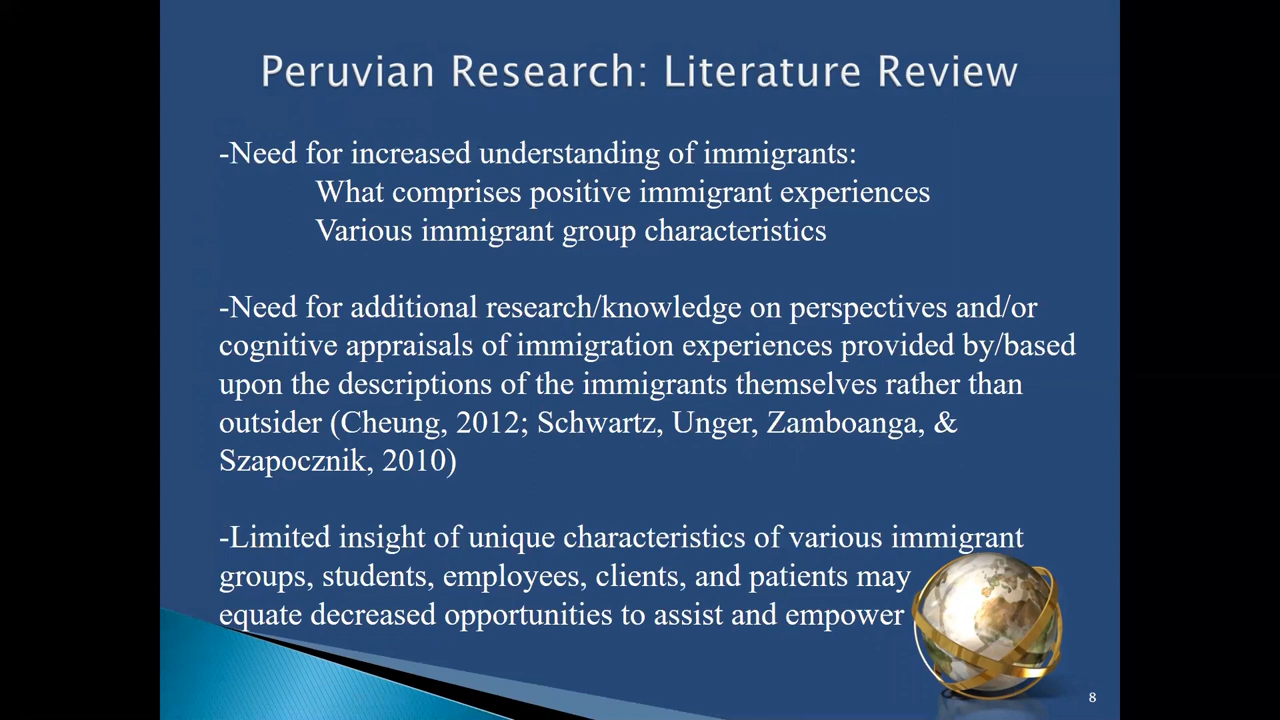 Peruvian Research: Literature Review
-Need for increased understanding of immigrants:
What comprises positive immigrant experiences
Various immigrant group characteristics
-Need for additional research/knowledge on perspectives and/or
cognitive appraisals of immigration experiences provided by/based
upon the descriptions of the immigrants themselves rather than
outsider (Cheung, 2012; Schwartz, Unger, Zamboanga, &
Szapocznik, 2010)
-Limited insight of unique characteristics of various immigrant
groups, students, employees, clients, and patients may
equate decreased opportunities to assist and empower
8